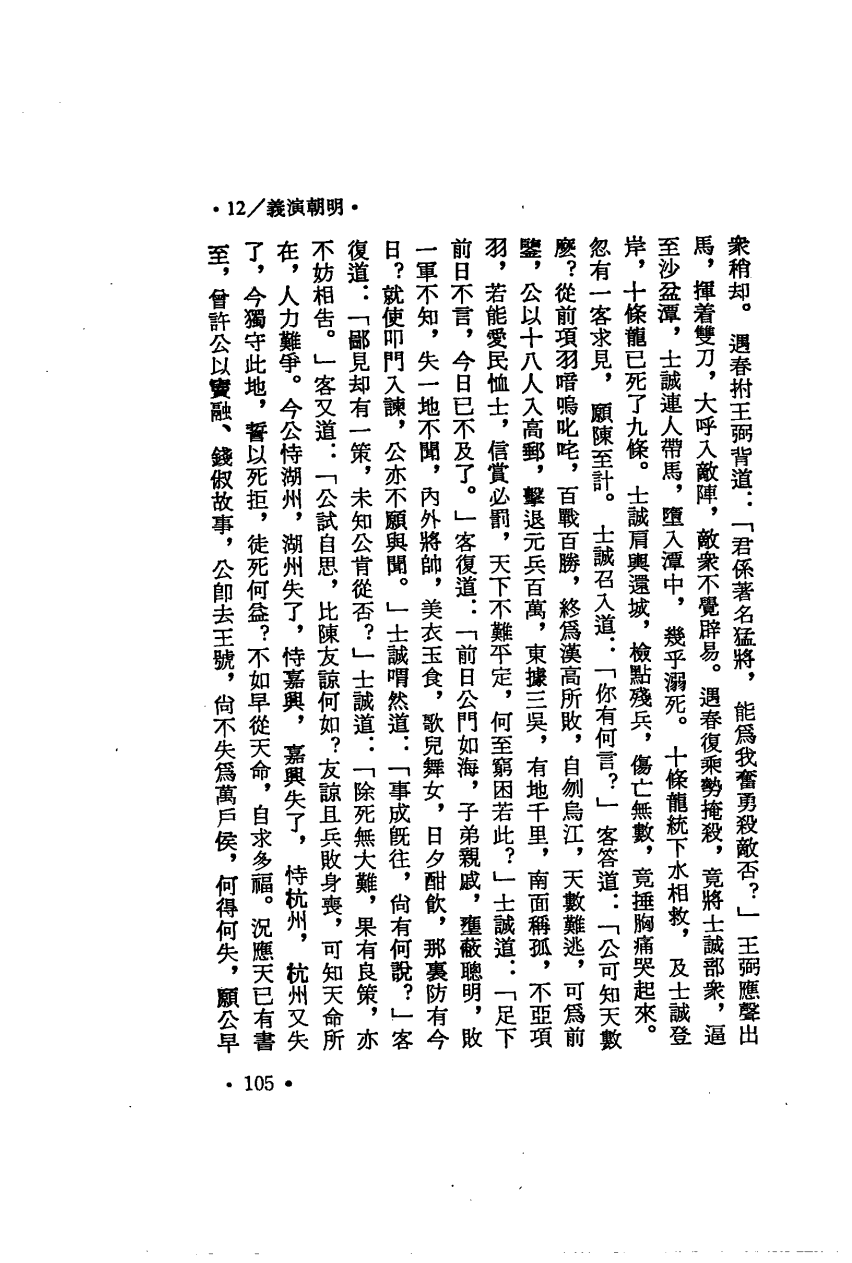 •12／義演朝明•
衆稍却。遇春拊王弼背道：「君係著名猛將，能爲我奮勇殺敵否？」王弼應聲出
馬，揮着雙刀，大呼入敵陣，敵衆不覺辟易。遇春復乘勢掩殺，竟將士誠部衆，逼
至沙盆潭，士誠連人帶馬，墮入潭中，幾乎溺死。十條龍統下水相救，及士誠登
岸，十條龍已死了九條。士誠肩輿還城，檢點殘兵，傷亡無數，竟捶胸痛哭起來。
忽有一客求見，願陳至計。士誠召入道：「你有何言？」客答道：「公可知天數
麼？從前項羽喑嗚叱咤，百戰百勝，終爲漢高所敗，自刎烏江，天數難逃，可爲前
鑒，公以十八人入高郵，擊退元兵百萬，東據三吳，有地千里，南面稱孤，不亞項
羽，若能愛民恤士，信賞必罰，天下不難平定，何至窮困若此？」士誠道：「足下
前日不言，今日已不及了。」客復道：「前日公門如海，子弟親戚，壅蔽聰明，敗
一軍不知，失一地不聞，內外將帥，美衣玉食，歌兒舞女，日夕酣飲，那裏防有今
日？就使叩門入諫，公亦不願與聞。」士誠喟然道：「事成旣往，尙有何說？」客
復道：「鄙見却有一策，未知公肯從否？」士誠道：「除死無大難，果有良策，亦
不妨相告。」客又道：「公試自思，比陳友諒何如？友諒且兵敗身喪，可知天命所
在，人力難爭。今公恃湖州，湖州失了，恃嘉興，嘉興失了，恃杭州，杭州又失
了，今獨守此地，誓以死拒，徒死何益？不如早從天命，自求多福。況應天已有書
至，曾許公以竇融、錢俶故事，公卽去王號，尙不失爲萬戶侯，何得何失，願公早
•105•